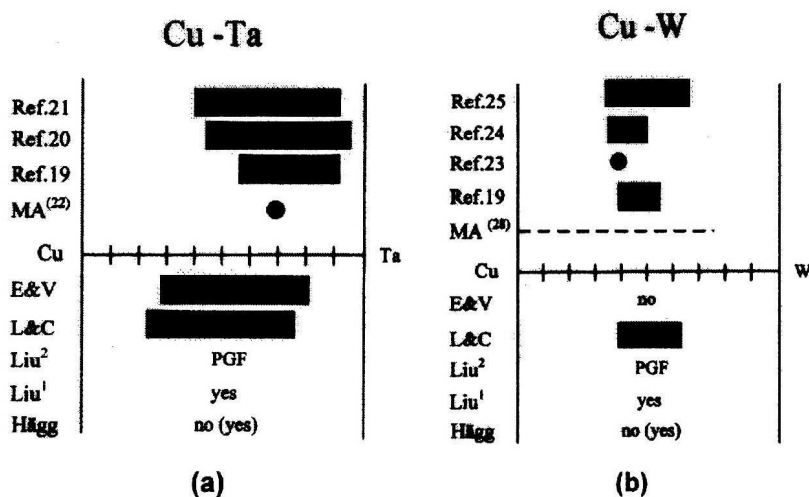 Cu -Ta
Ref.21
Ref.20
Ref.19
MA(22)
Cu Ta
E&V
L&C
Liu² PGF
Liu¹ yes
Hägg no (yes)
(a)
Cu -W
Ref.25
Ref.24
Ref.23
Ref.19
MA (28)
Cu W
E&V no
L&C
Liu² PGF
Liu¹ yes
Hägg no (yes)
(b)